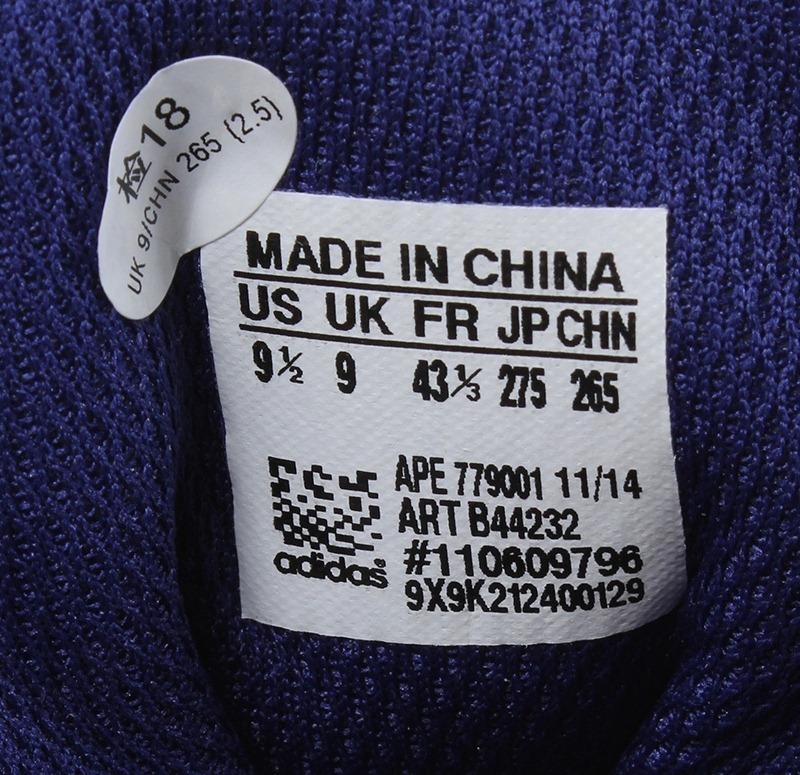 检18
UK 9/CHN 265 (2.5)
MADE IN CHINA
US UK FR JP CHN
9½ 9 43⅓ 275 265
APE 779001 11/14
ART B44232
#110609796
9X9K212400129
adidas